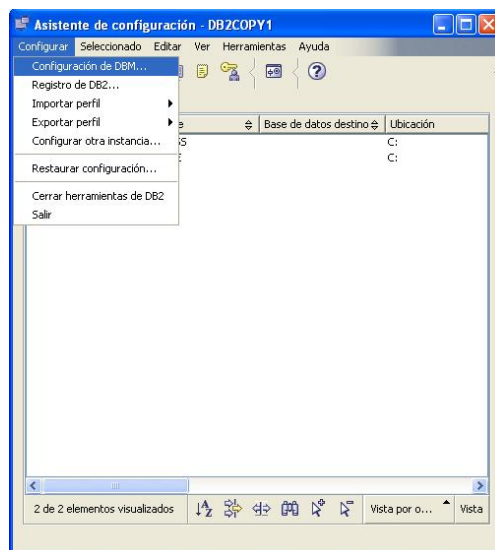 Asistente de configuración - DB2COPY1
Configurar Seleccionado Editar Ver Herramientas Ayuda
Configuración de DBM...
Registro de DB2...
Importar perfil
Exportar perfil
Configurar otra instancia...
Restaurar configuración...
Cerrar herramientas de DB2
Salir
Base de datos destino Ubicación
C:
C:
2 de 2 elementos visualizados
Vista por o... Vista